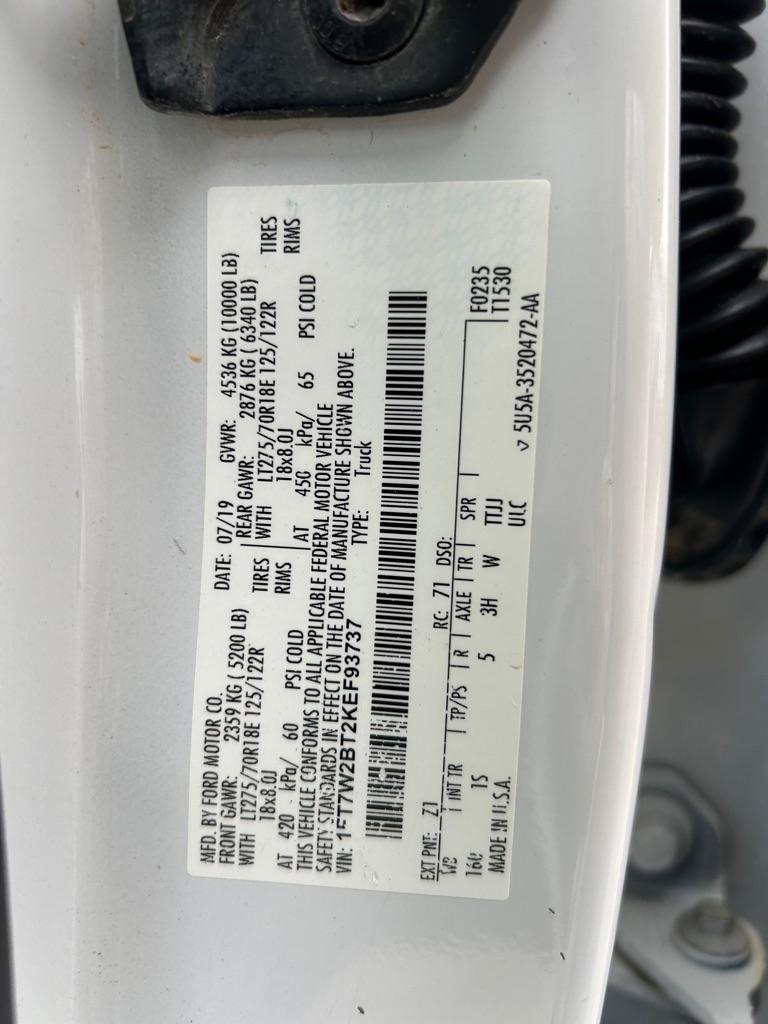 MFD. BY FORD MOTOR CO.
DATE: 07/19 GVWR: 4536 KG (10000 LB)
FRONT GAWR: 2359 KG ( 5200 LB) REAR GAWR: 2876 KG ( 6340 LB)
WITH LT275/70R18E 125/122R TIRES WITH LT275/70R18E 125/122R TIRES
18x8.0J RIMS 18x8.0J RIMS
AT 420 kPa/ 60 PSI COLD AT 450 kPa/ 65 PSI COLD
THIS VEHICLE CONFORMS TO ALL APPLICABLE FEDERAL MOTOR VEHICLE
SAFETY STANDARDS IN EFFECT ON THE DATE OF MANUFACTURE SHOWN ABOVE.
VIN: 1FT7W2BT2KEF93737 TYPE: Truck
EXT PNT: Z1 RC: 71 DSO: F0235
WB INT TR TP/PS R AXLE TR SPR T1530
160 1S 5 3H W TTJJ
MADE IN U.S.A. ULC 5U5A-3520472-AA